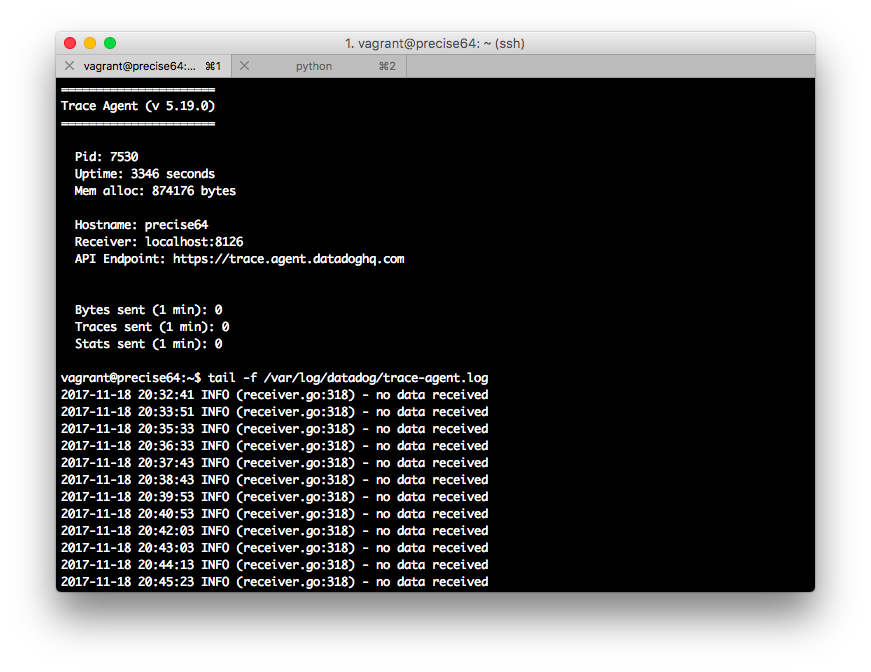 1. vagrant@precise64: ~ (ssh)
vagrant@precise64:... ⌘1 python ⌘2
======================
Trace Agent (v 5.19.0)
======================
Pid: 7530
Uptime: 3346 seconds
Mem alloc: 874176 bytes
Hostname: precise64
Receiver: localhost:8126
API Endpoint: https://trace.agent.datadoghq.com
Bytes sent (1 min): 0
Traces sent (1 min): 0
Stats sent (1 min): 0
vagrant@precise64:~$ tail -f /var/log/datadog/trace-agent.log
2017-11-18 20:32:41 INFO (receiver.go:318) - no data received
2017-11-18 20:33:51 INFO (receiver.go:318) - no data received
2017-11-18 20:35:33 INFO (receiver.go:318) - no data received
2017-11-18 20:36:33 INFO (receiver.go:318) - no data received
2017-11-18 20:37:43 INFO (receiver.go:318) - no data received
2017-11-18 20:38:43 INFO (receiver.go:318) - no data received
2017-11-18 20:39:53 INFO (receiver.go:318) - no data received
2017-11-18 20:40:53 INFO (receiver.go:318) - no data received
2017-11-18 20:42:03 INFO (receiver.go:318) - no data received
2017-11-18 20:43:03 INFO (receiver.go:318) - no data received
2017-11-18 20:44:13 INFO (receiver.go:318) - no data received
2017-11-18 20:45:23 INFO (receiver.go:318) - no data received